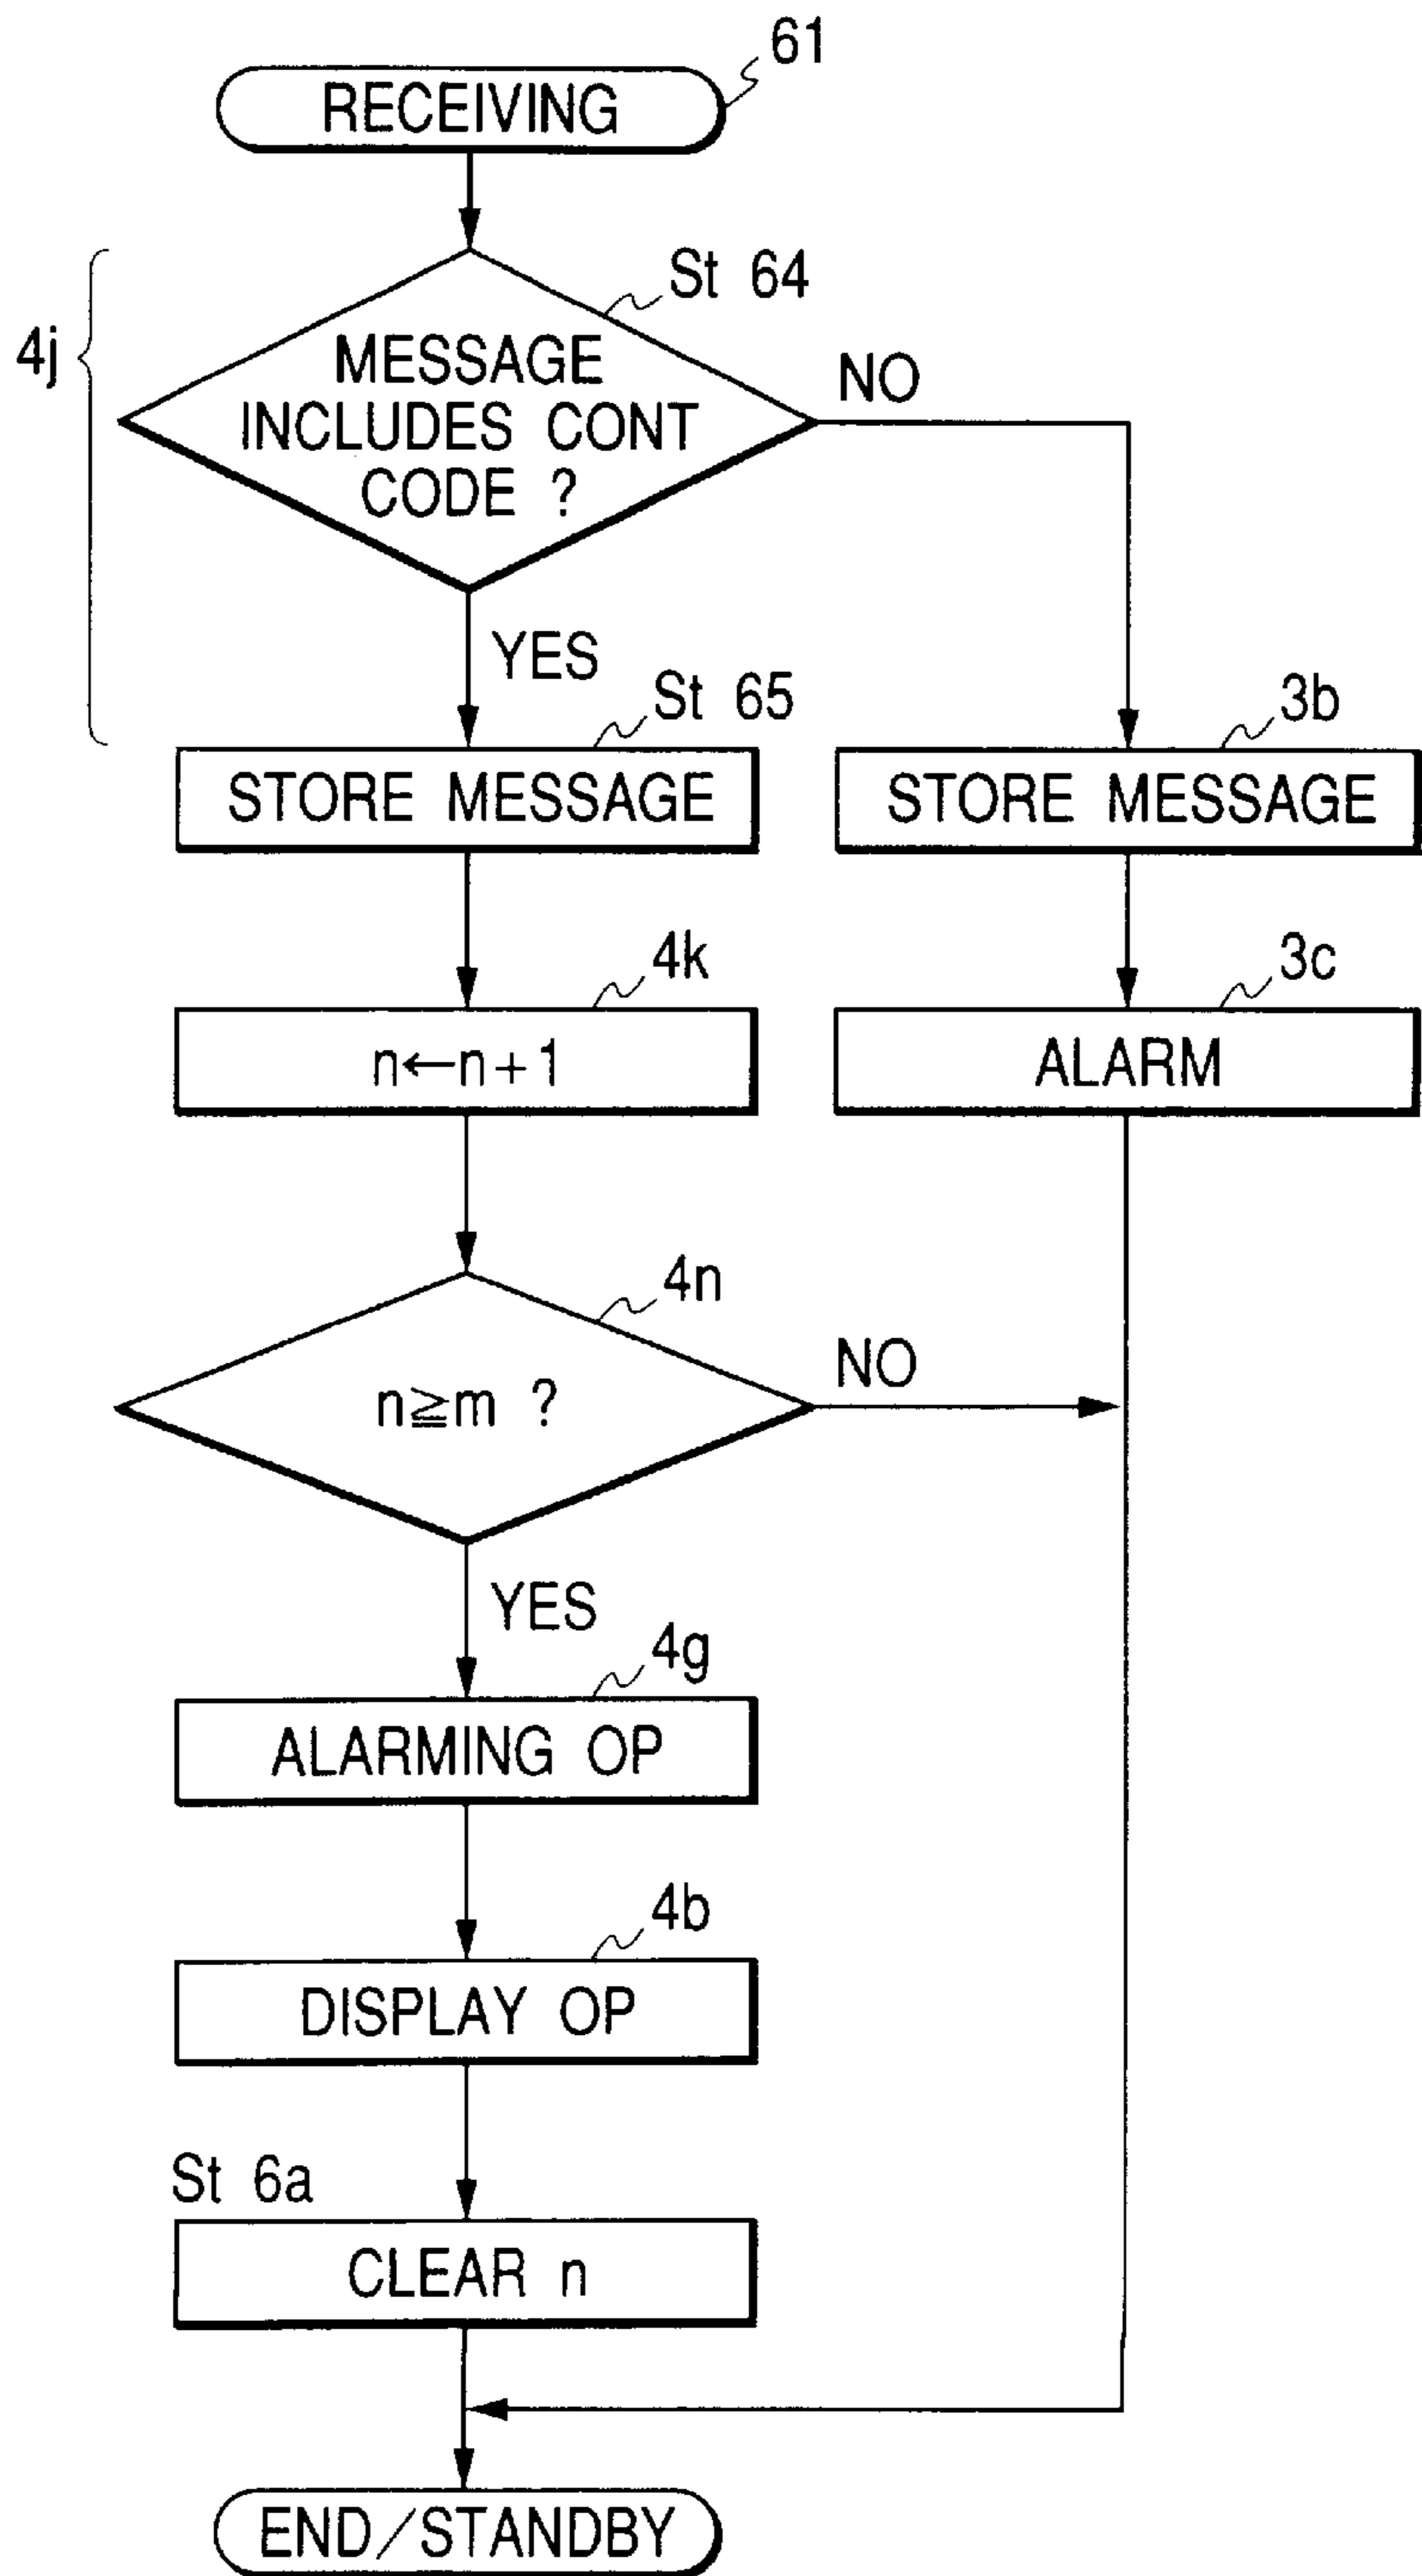 61
RECEIVING
St 64
4j
MESSAGE
INCLUDES CONT
CODE ?
NO
YES
St 65
3b
STORE MESSAGE
STORE MESSAGE
4k
3c
n←n+1
ALARM
4n
n≧m ?
NO
YES
4g
ALARMING OP
4b
DISPLAY OP
St 6a
CLEAR n
END/STANDBY